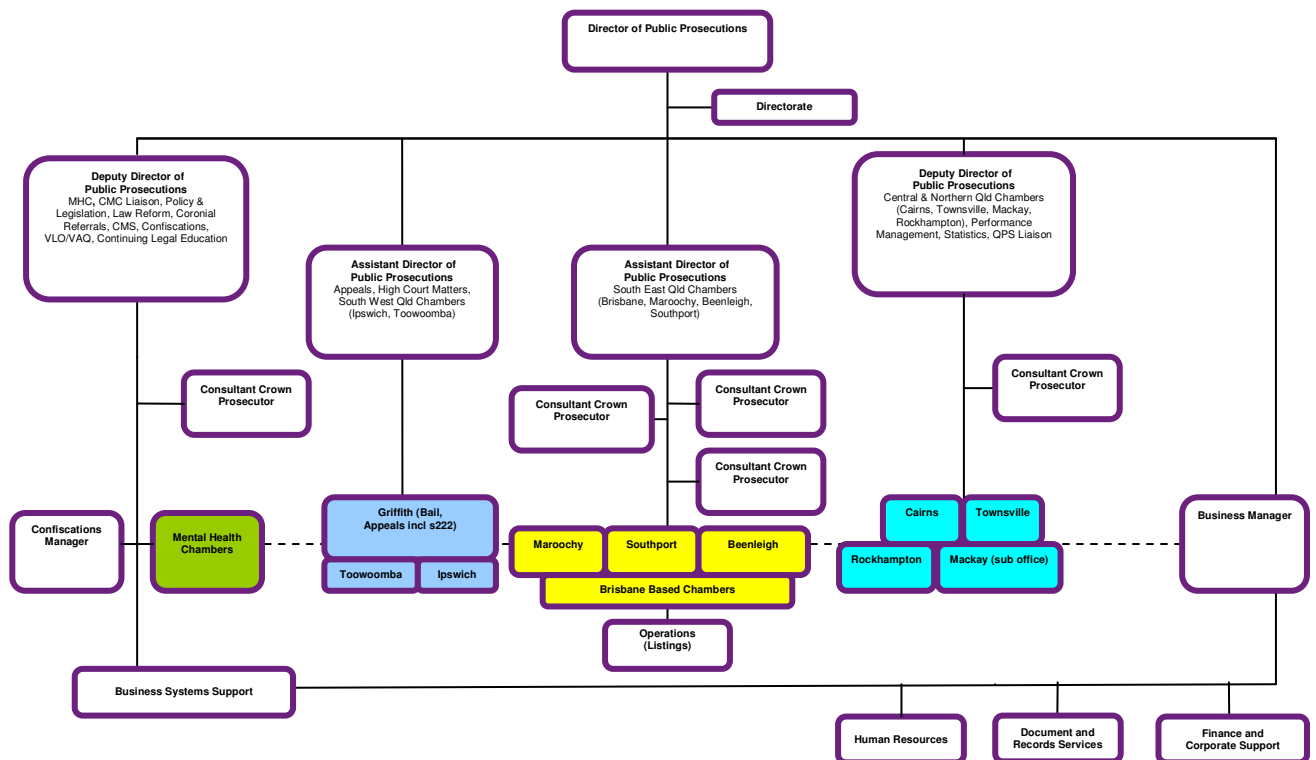 Director of Public Prosecutions
Directorate
Deputy Director of
Public Prosecutions
MHC, CMC Liaison, Policy &
Legislation, Law Reform, Coronial
Referrals, CMS, Confiscations,
VLO/VAQ, Continuing Legal Education
Assistant Director of
Public Prosecutions
Appeals, High Court Matters,
South West Qld Chambers
(Ipswich, Toowoomba)
Assistant Director of
Public Prosecutions
South East Qld Chambers
(Brisbane, Maroochy, Beenleigh,
Southport)
Deputy Director of
Public Prosecutions
Central & Northern Qld Chambers
(Cairns, Townsville, Mackay,
Rockhampton), Performance
Management, Statistics, QPS Liaison
Consultant Crown
Prosecutor
Consultant Crown
Prosecutor
Consultant Crown
Prosecutor
Consultant Crown
Prosecutor
Consultant Crown
Prosecutor
Confiscations
Manager
Mental Health
Chambers
Griffith (Bail,
Appeals incl s222)
Toowoomba
Ipswich
Maroochy
Southport
Beenleigh
Brisbane Based Chambers
Operations
(Listings)
Cairns
Townsville
Rockhampton
Mackay (sub office)
Business Manager
Business Systems Support
Human Resources
Document and
Records Services
Finance and
Corporate Support